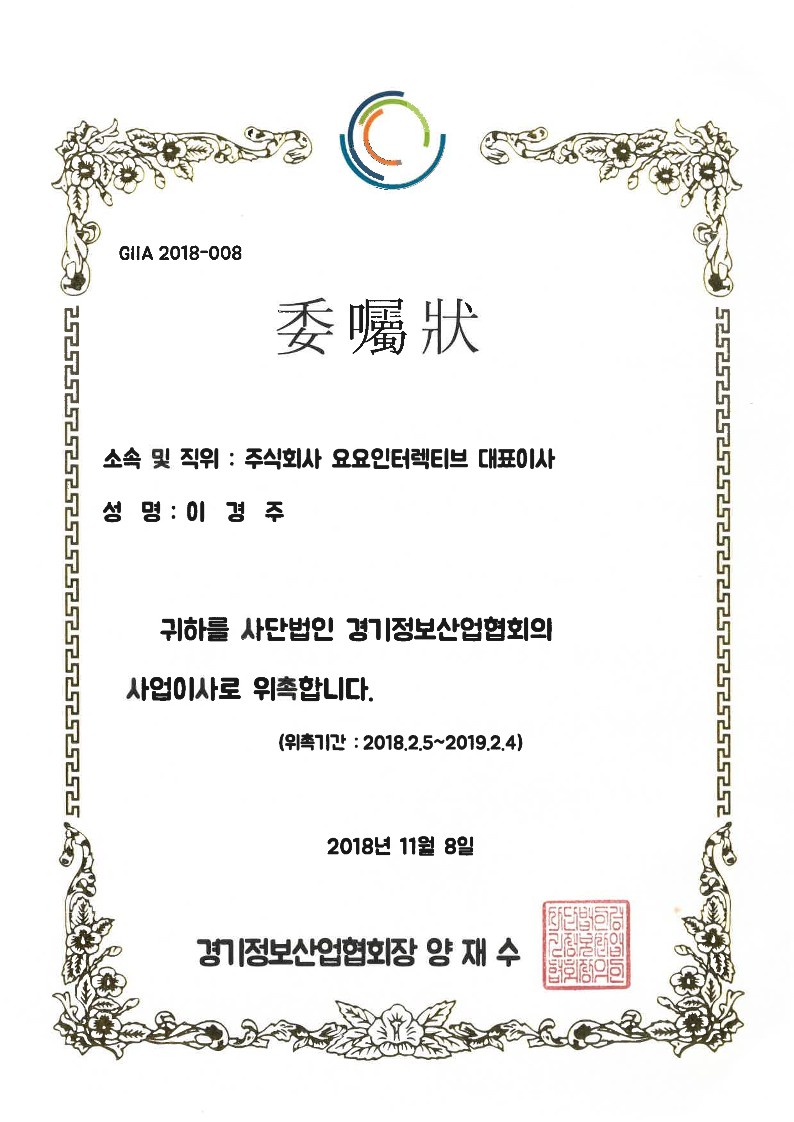 GIIA 2018-008
委囑狀
소속 및 직위 : 주식회사 요요인터렉티브 대표이사
성 명 : 이 경 주
귀하를 사단법인 경기정보산업협회의
사업이사로 위촉합니다.
(위촉기간 : 2018.2.5~2019.2.4)
2018년 11월 8일
경기정보산업협회장 양 재 수